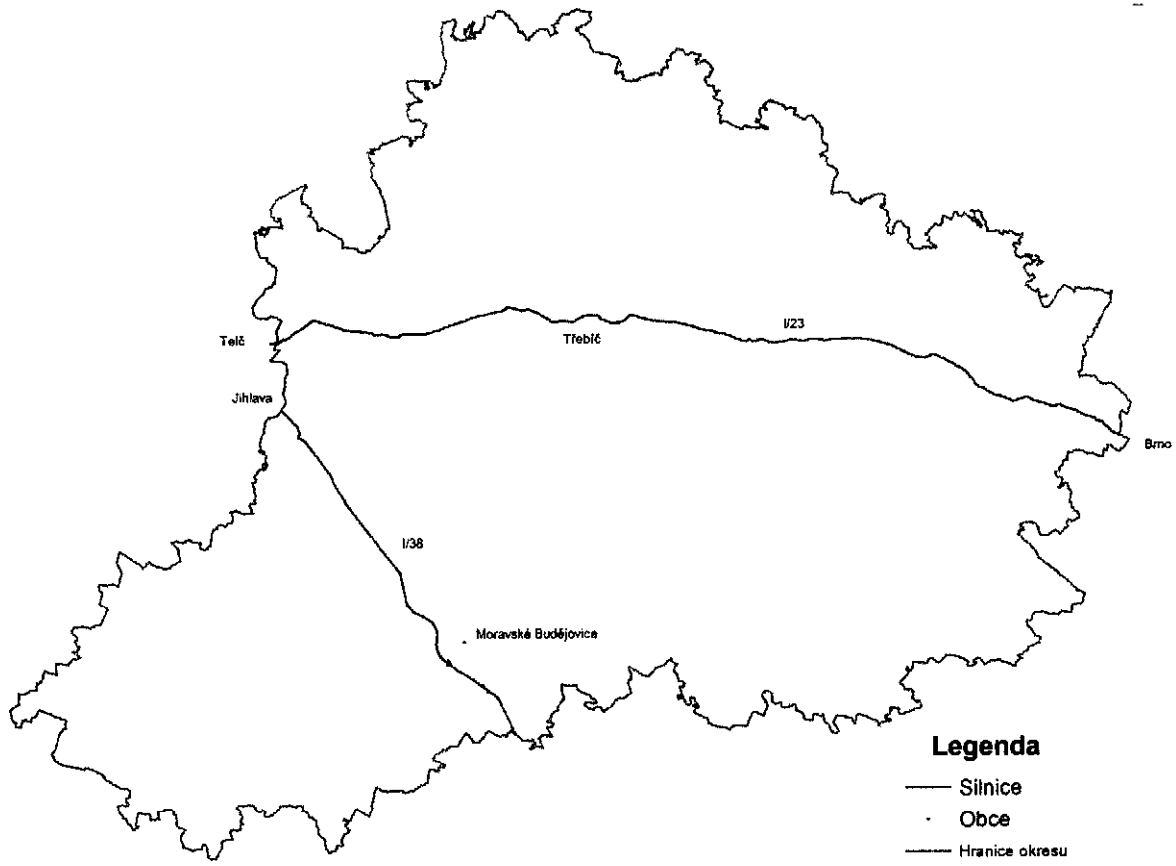 I/23
Telč
Třebíč
Jihlava
Brno
I/38
Moravské Budějovice
Legenda
Silnice
Obce
Hranice okresu